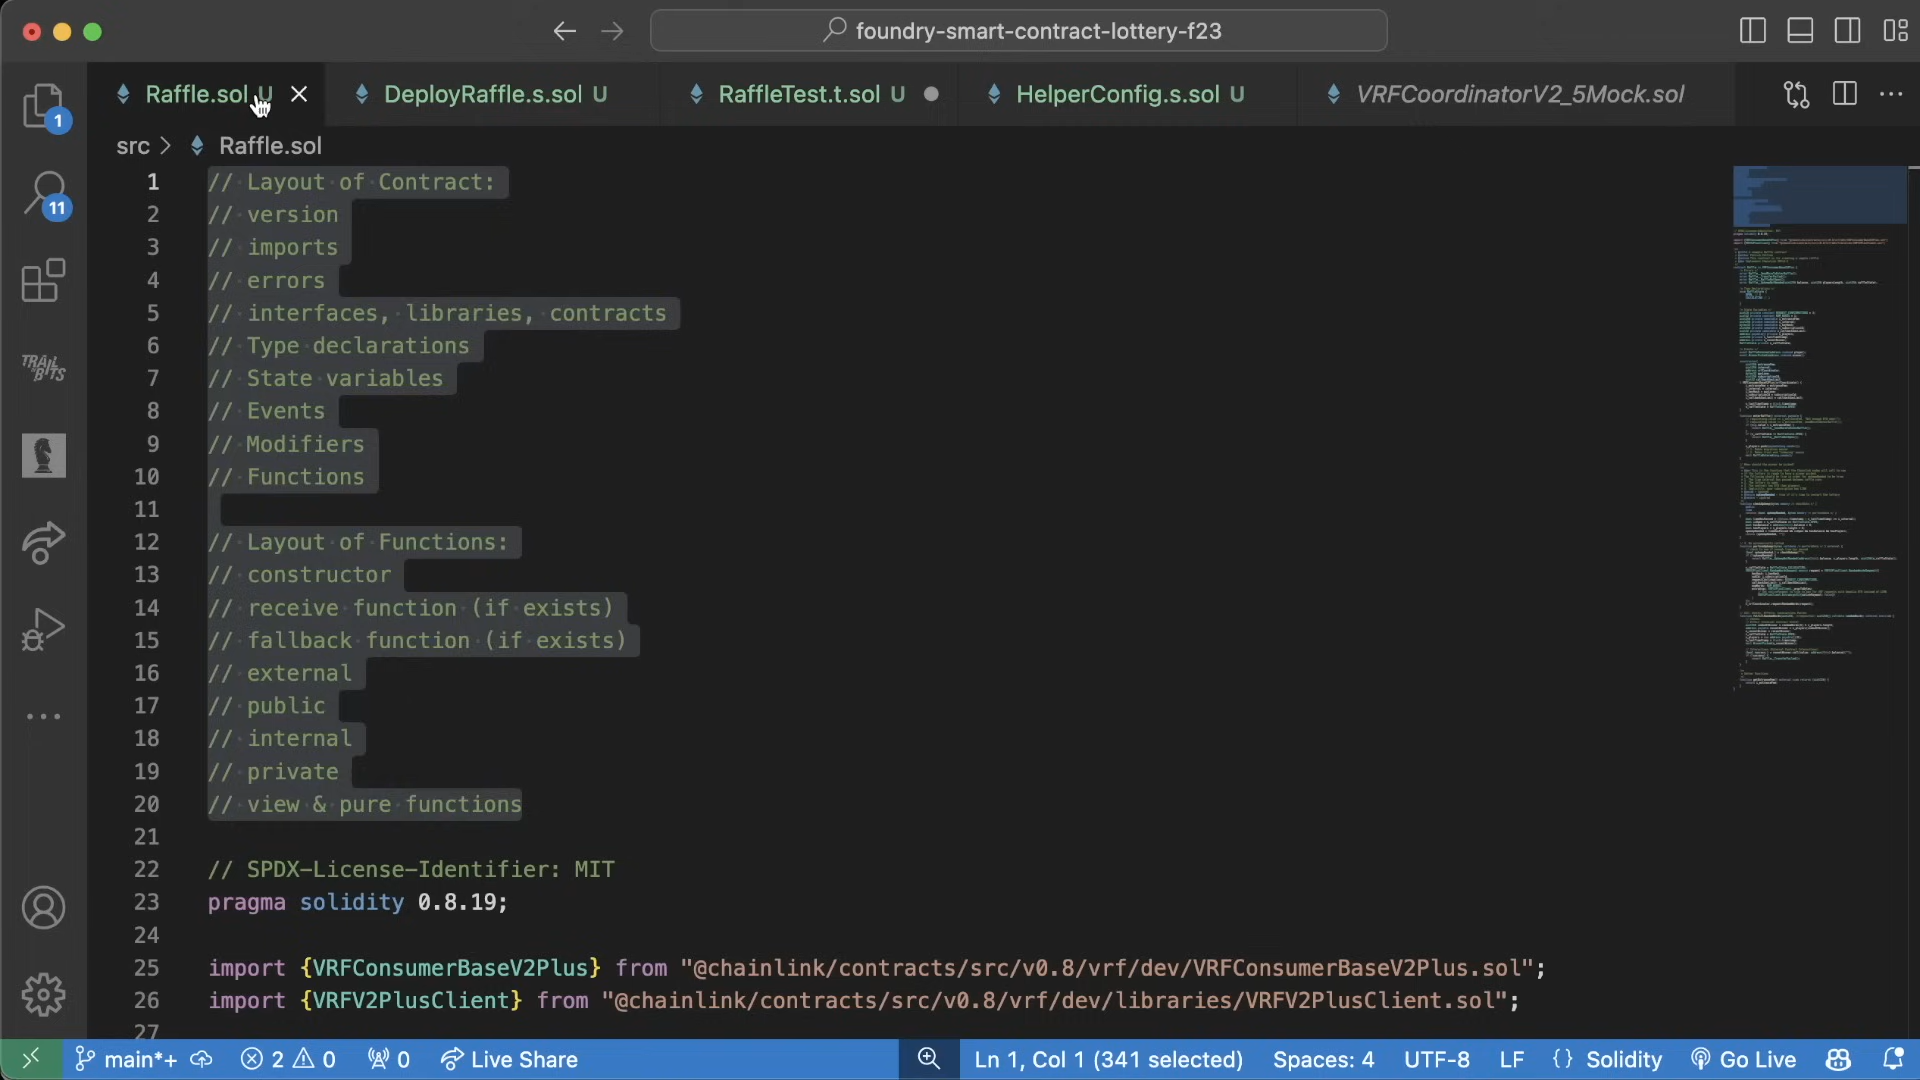 foundry-smart-contract-lottery-f23
Raffle.sol U
DeployRaffle.s.sol U
RaffleTest.t.sol U
HelperConfig.s.sol U
VRFCoordinatorV2_5Mock.sol
src > Raffle.sol
1
11
TRAIL OF BITS
1 // Layout of Contract:
2 // version
3 // imports
4 // errors
5 // interfaces, libraries, contracts
6 // Type declarations
7 // State variables
8 // Events
9 // Modifiers
10 // Functions
11
12 // Layout of Functions:
13 // constructor
14 // receive function (if exists)
15 // fallback function (if exists)
16 // external
17 // public
18 // internal
19 // private
20 // view & pure functions
21
22 // SPDX-License-Identifier: MIT
23 pragma solidity 0.8.19;
24
25 import {VRFConsumerBaseV2Plus} from "@chainlink/contracts/src/v0.8/vrf/dev/VRFConsumerBaseV2Plus.sol";
26 import {VRFV2PlusClient} from "@chainlink/contracts/src/v0.8/vrf/dev/libraries/VRFV2PlusClient.sol";
27
main*+ 2 0 0 Live Share Ln 1, Col 1 (341 selected) Spaces: 4 UTF-8 LF {} Solidity Go Live